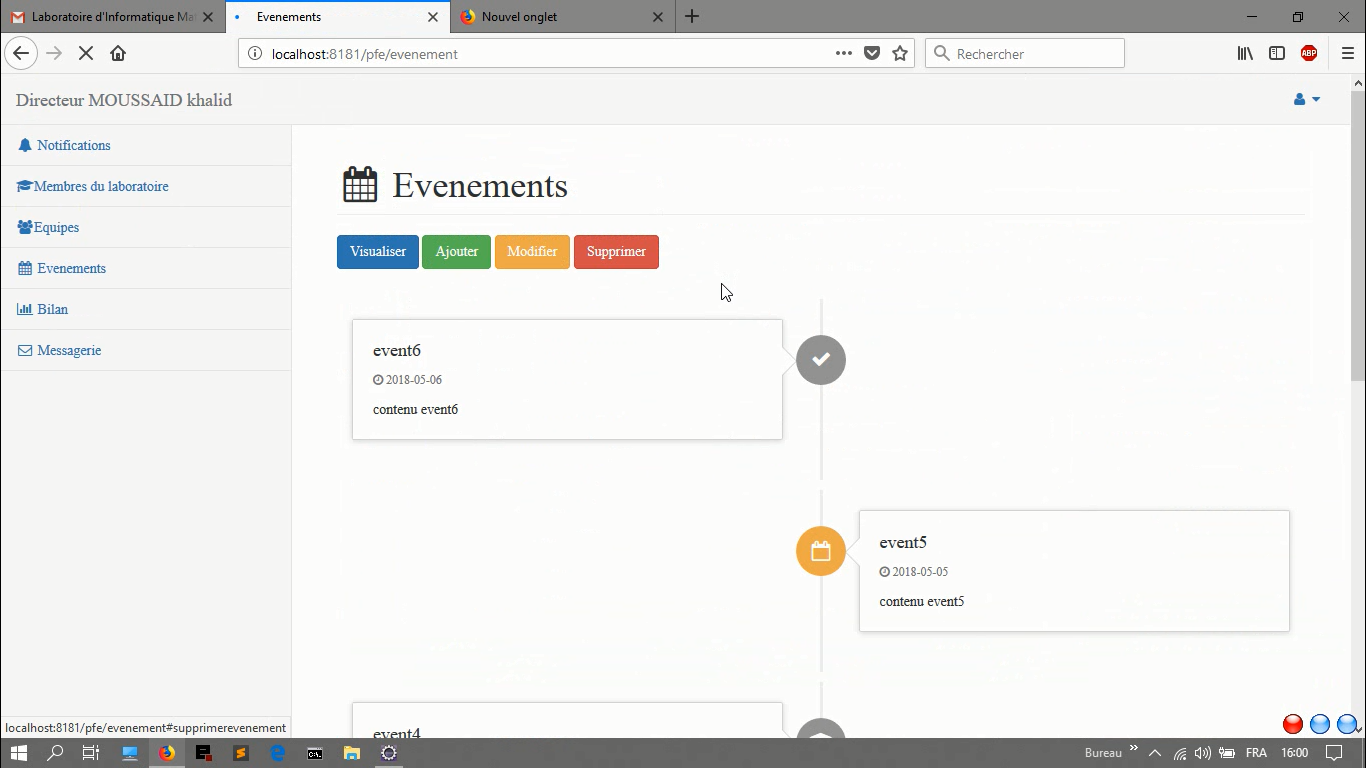 Laboratoire d'Informatique Ma
Evenements
Nouvel onglet
localhost:8181/pfe/evenement
Rechercher
ABP
Directeur MOUSSAID khalid
Notifications
Membres du laboratoire
Equipes
Evenements
Bilan
Messagerie
Evenements
Visualiser Ajouter Modifier Supprimer
event6
2018-05-06
contenu event6
event5
2018-05-05
contenu event5
event4
localhost:8181/pfe/evenement#supprimerevenement
Bureau
FRA
16:00